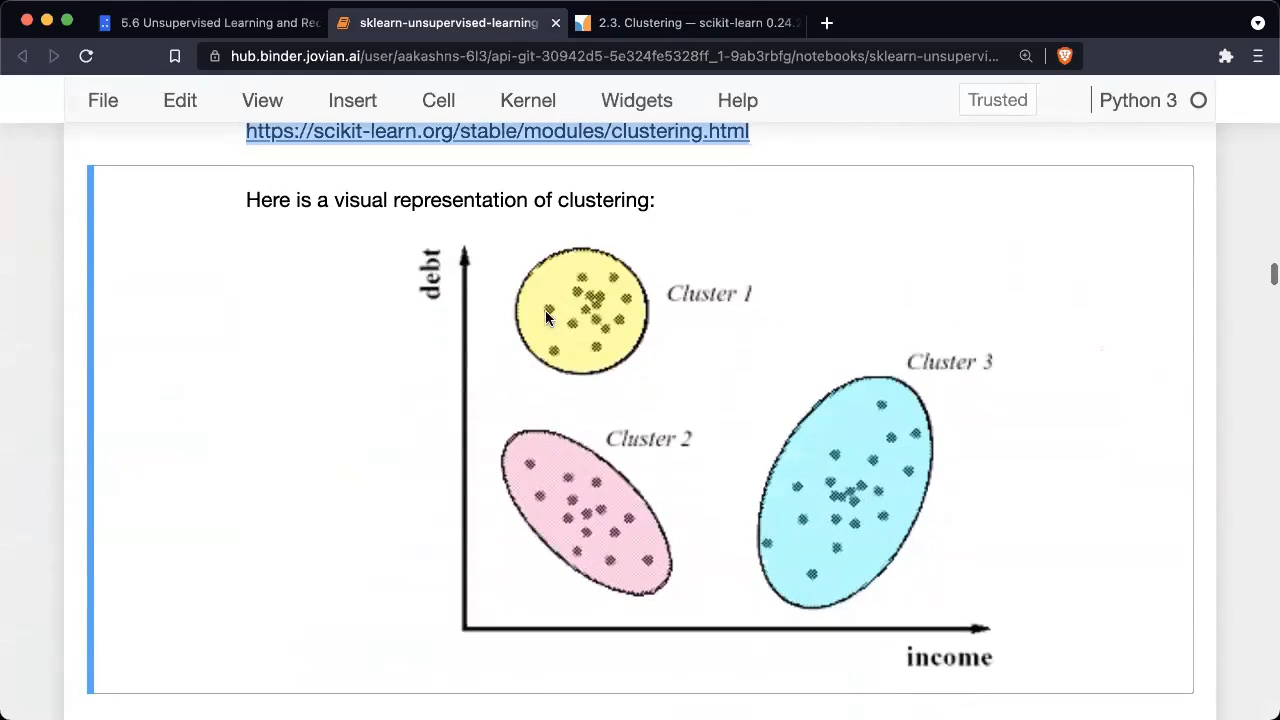 5.6 Unsupervised Learning and Rec
sklearn-unsupervised-learning
2.3. Clustering — scikit-learn 0.24.2
hub.binder.jovian.ai/user/aakashns-6l3/api-git-30942d5-5e324fe5328ff_1-9ab3rbfg/notebooks/sklearn-unsupervi...
File Edit View Insert Cell Kernel Widgets Help Trusted Python 3
https://scikit-learn.org/stable/modules/clustering.html
Here is a visual representation of clustering:
debt
Cluster 1
Cluster 3
Cluster 2
income